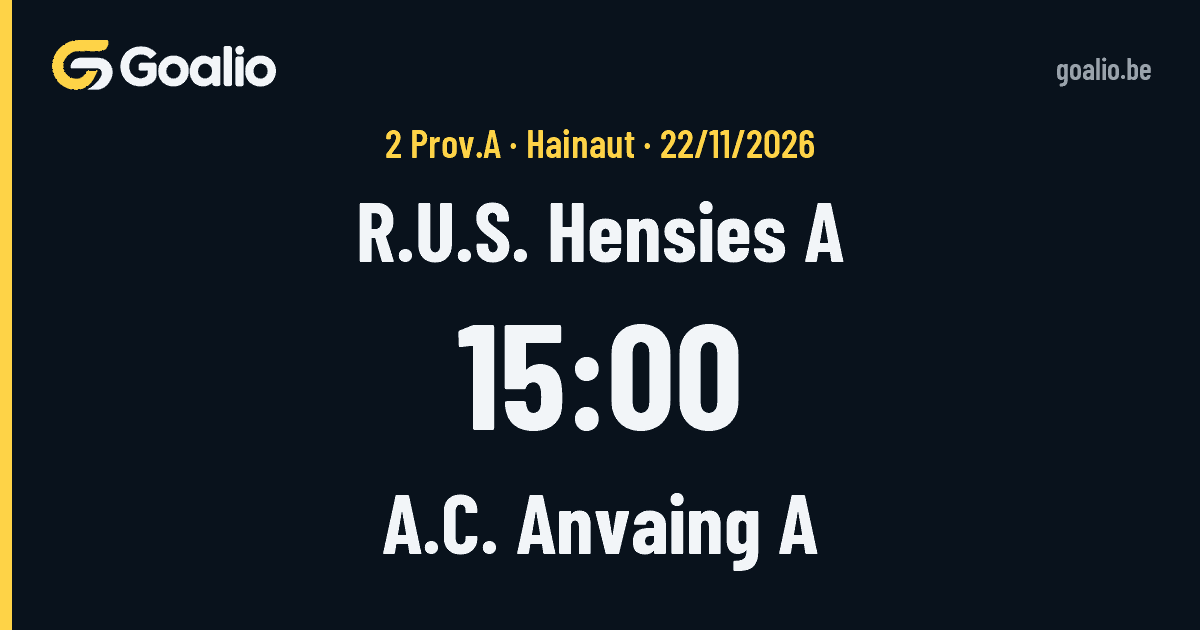 Goalio
goalio.be
2 Prov.A · Hainaut · 22/11/2026
R.U.S. Hensies A
15:00
A.C. Anvaing A